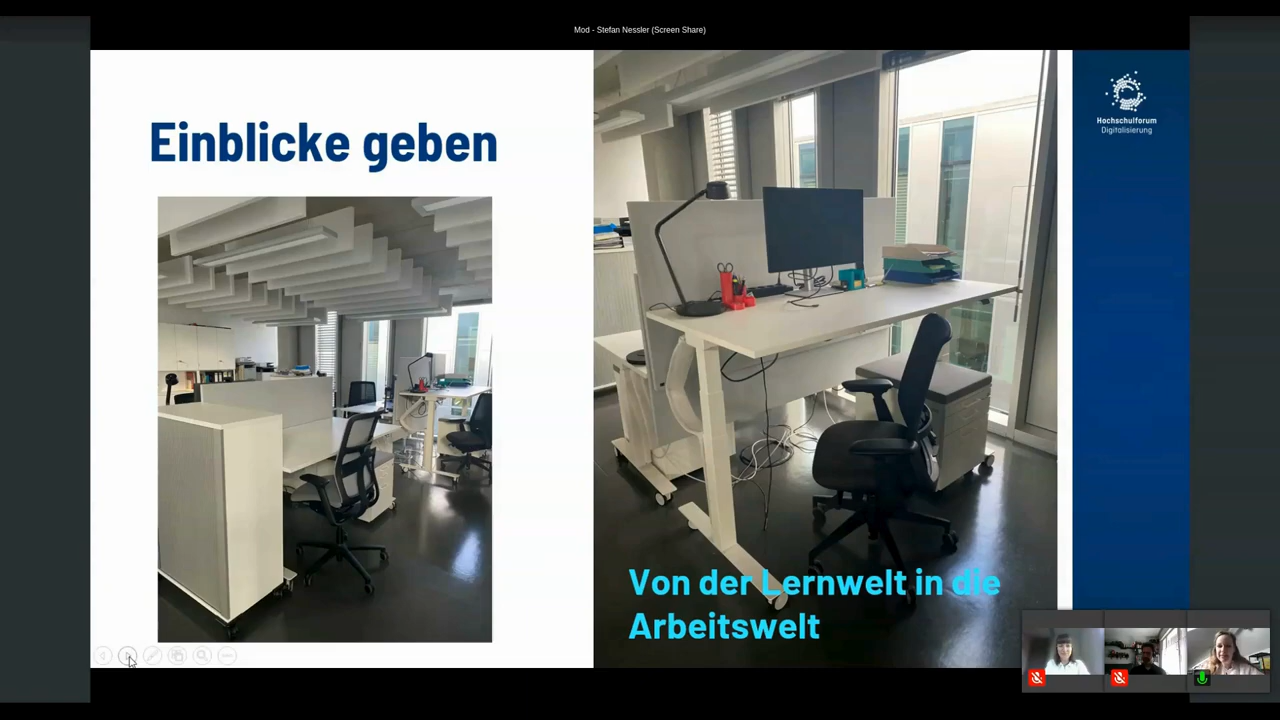 Mod - Stefan Nessler (Screen Share)
Einblicke geben
Hochschulforum
Digitalisierung
Von der Lernwelt in die
Arbeitswelt